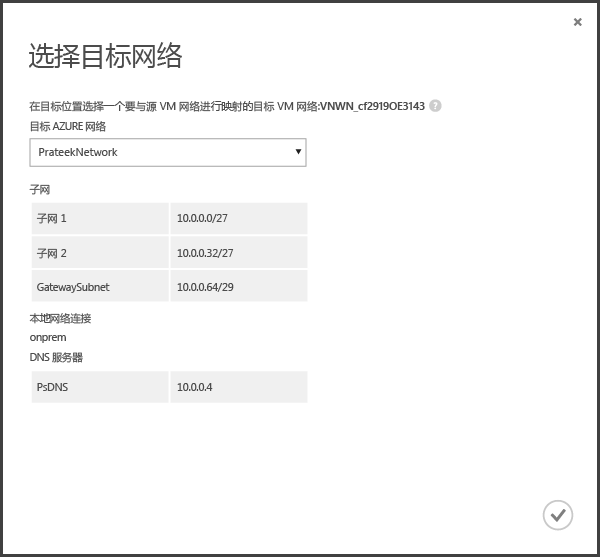 选择目标网络
在目标位置选择一个要与源 VM 网络进行映射的目标 VM 网络:VNWN_cf2919OE3143 ?
目标 AZURE 网络
PrateekNetwork
子网
子网 1 10.0.0.0/27
子网 2 10.0.0.32/27
GatewaySubnet 10.0.0.64/29
本地网络连接
onprem
DNS 服务器
PsDNS 10.0.0.4